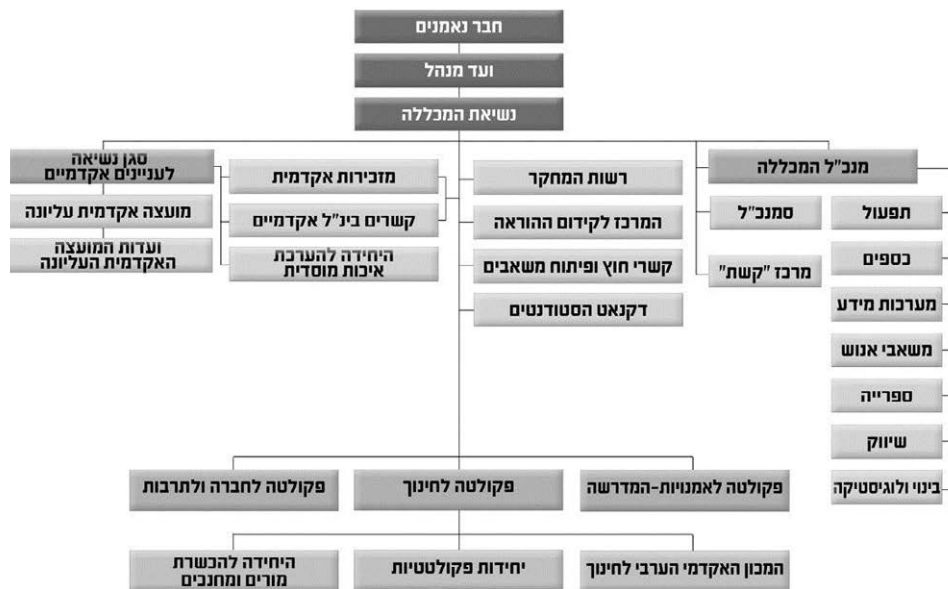 חבר נאמנים
ועד מנהל
נשיאת המכללה
מנכ"ל המכללה
תפעול
כספים
מערכות מידע
משאבי אנוש
ספרייה
שיווק
בינוי ולוגיסטיקה
סמנכ"ל
מרכז "קשת"
רשות המחקר
המרכז לקידום ההוראה
קשרי חוץ ופיתוח משאבים
דקנאט הסטודנטים
מזכירות אקדמית
קשרים בינ"ל אקדמיים
היחידה להערכת
איכות מוסדית
סגן נשיאה
לעניינים אקדמיים
מועצה אקדמית עליונה
ועדות המועצה
האקדמית העליונה
פקולטה לאמנויות-המדרשה
פקולטה לחינוך
פקולטה לחברה ולתרבות
המכון האקדמי הערבי לחינוך
יחידות פקולטטיות
היחידה להכשרת
מורים ומחנכים